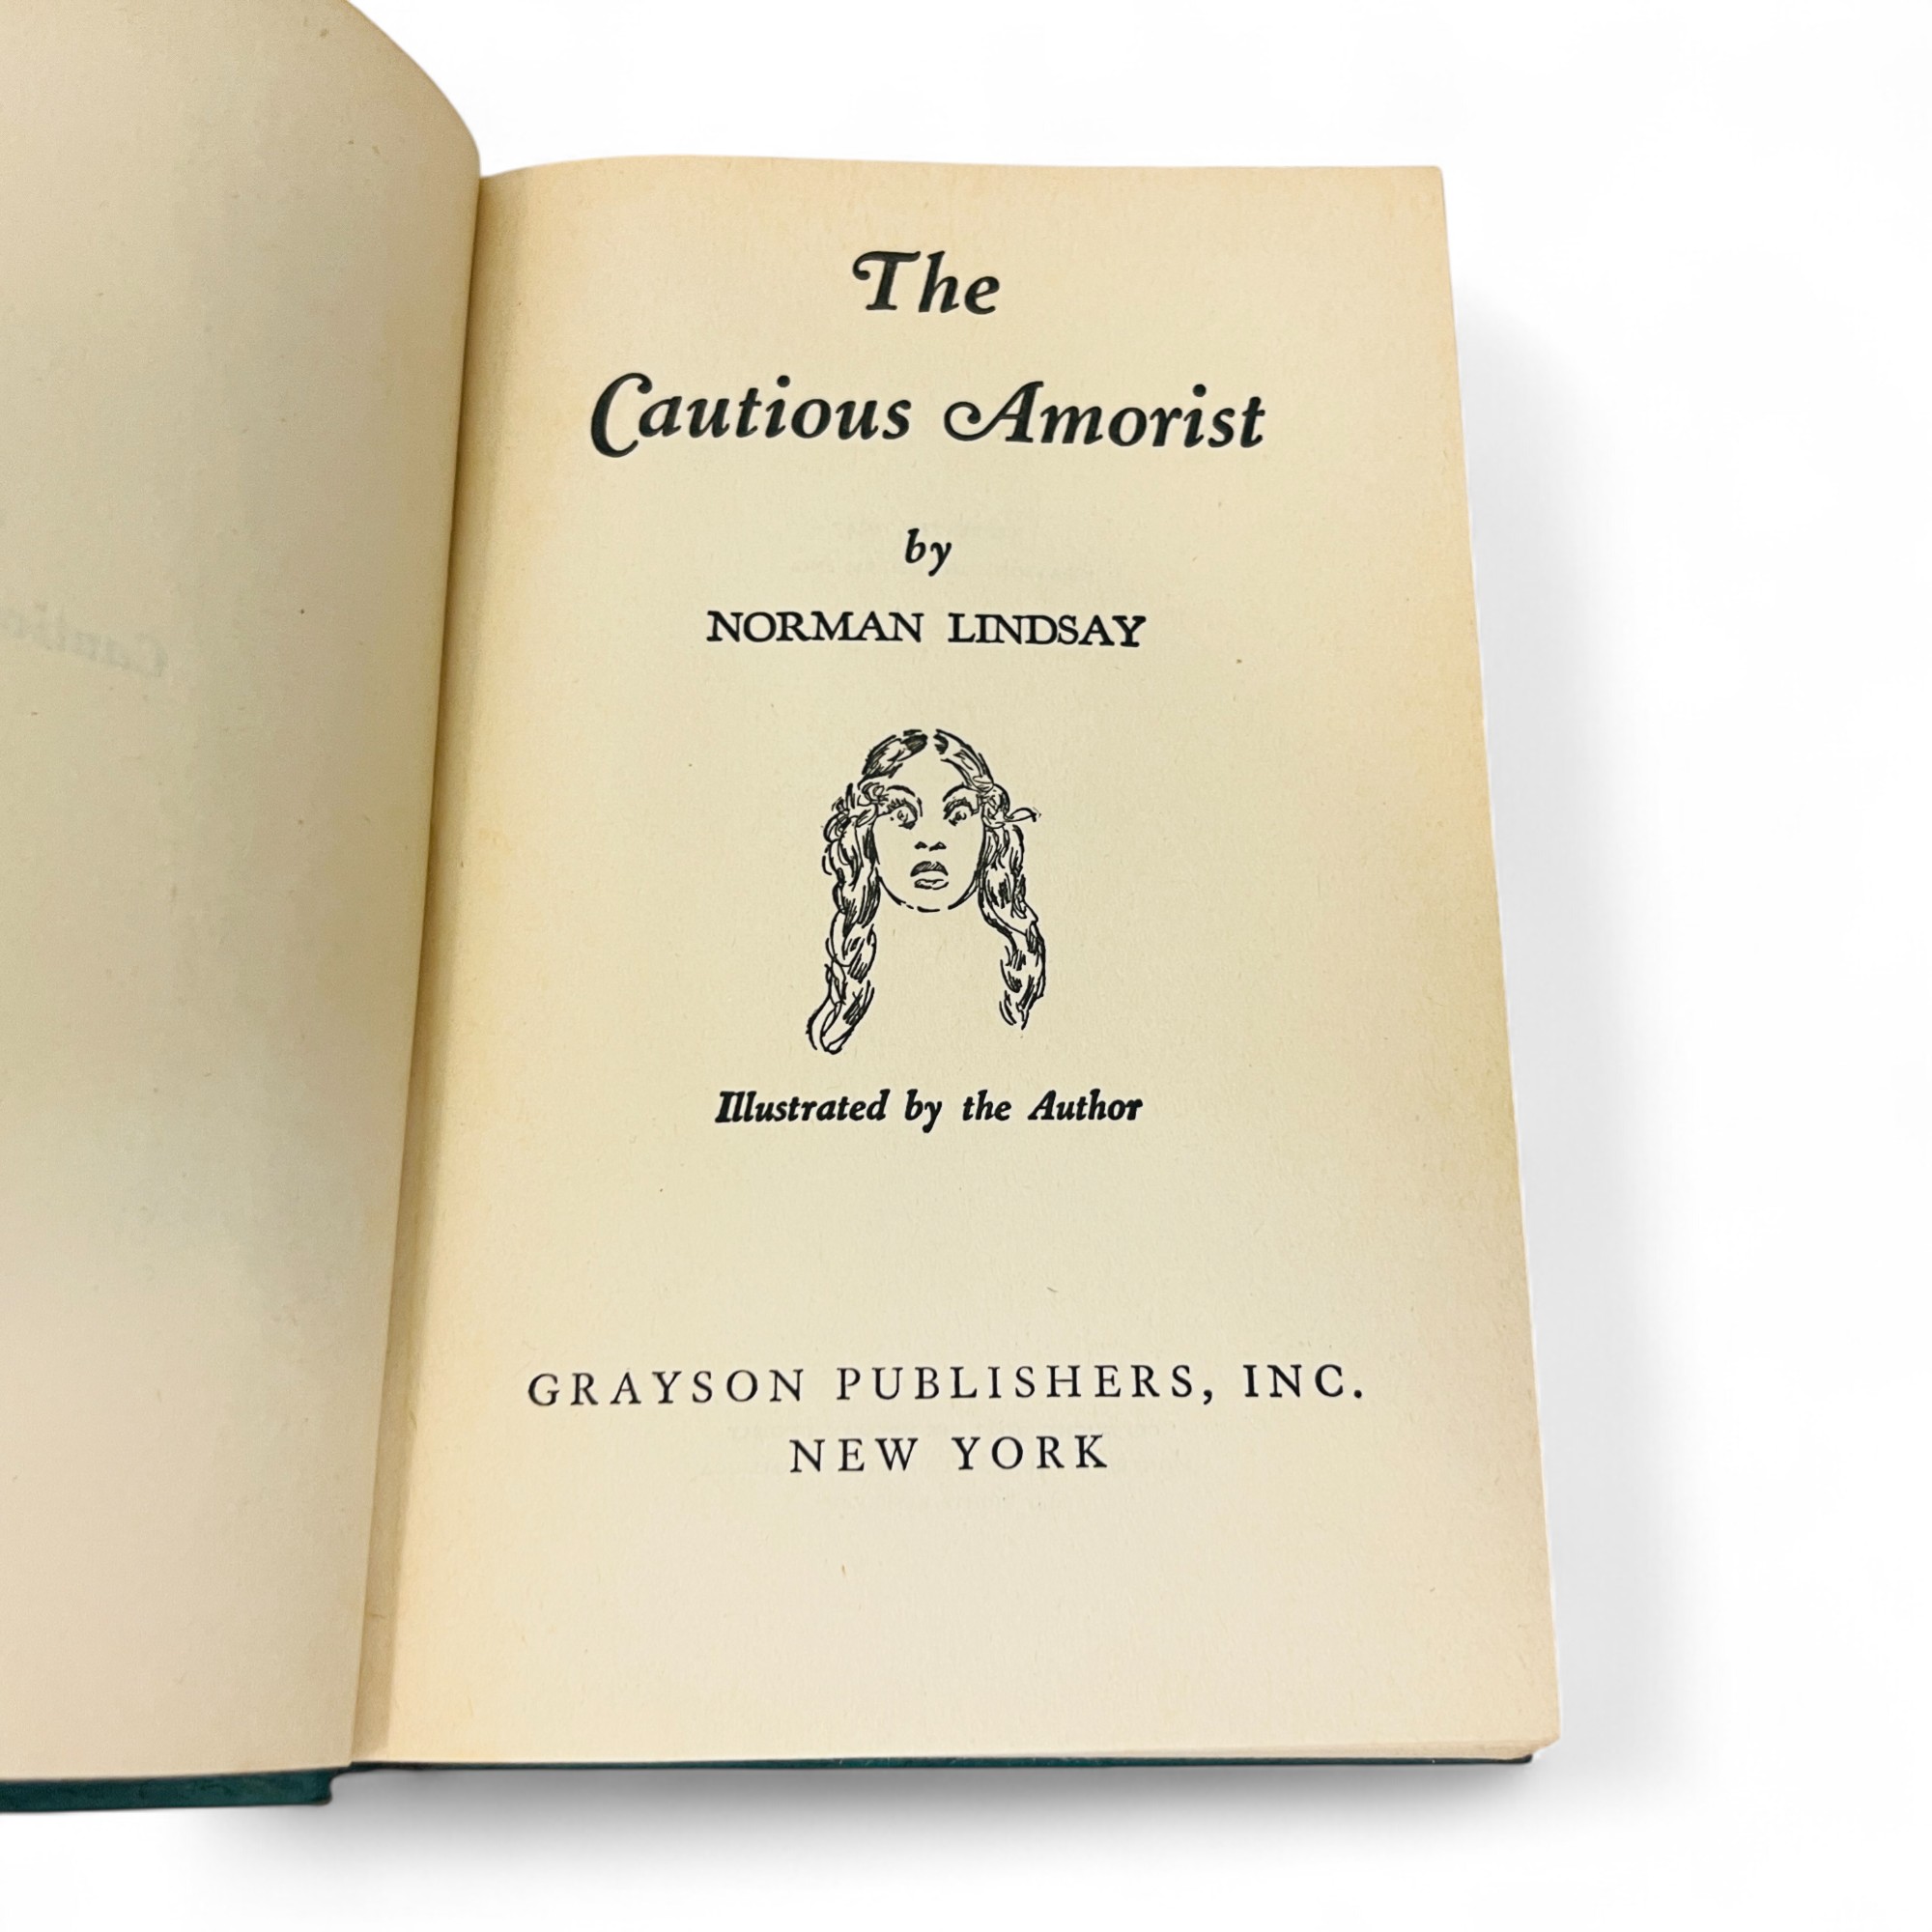 The
Cautious Amorist
by
NORMAN LINDSAY
Illustrated by the Author
GRAYSON PUBLISHERS, INC.
NEW YORK